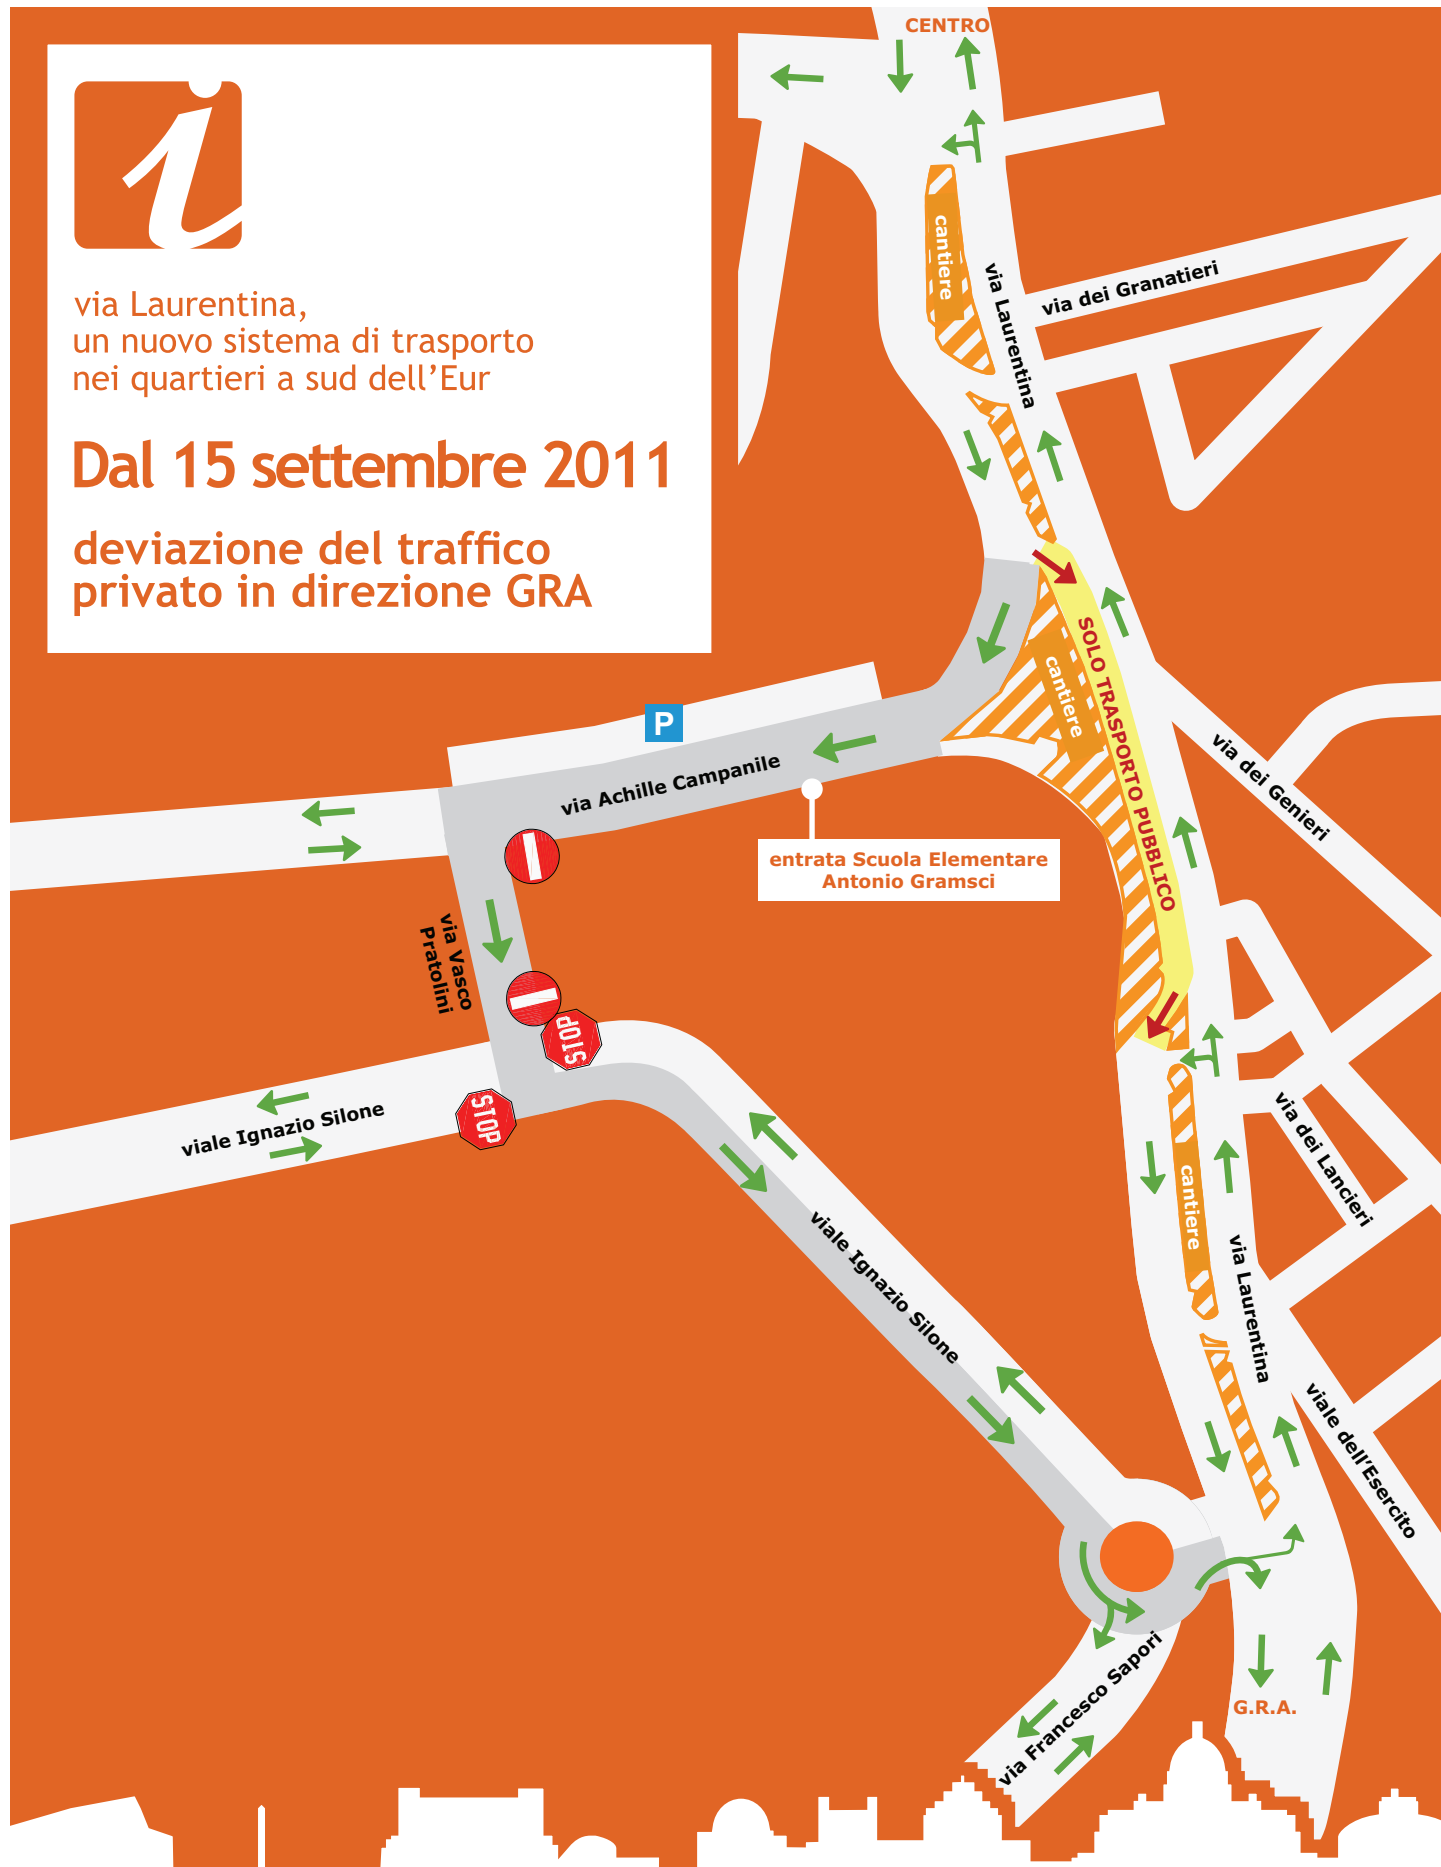 CENTRO
i
via Laurentina,
un nuovo sistema di trasporto
nei quartieri a sud dell'Eur
Dal 15 settembre 2011
deviazione del traffico
privato in direzione GRA
cantiere
via Laurentina
via dei Granatieri
SOLO TRASPORTO PUBBLICO
cantiere
P
via Achille Campanile
via dei Genieri
entrata Scuola Elementare
Antonio Gramsci
via Vasco
Pratolini
STOP
STOP
viale Ignazio Silone
via dei Lancieri
cantiere
viale Ignazio Silone
via Laurentina
viale dell'Esercito
via Francesco Sapori
G.R.A.